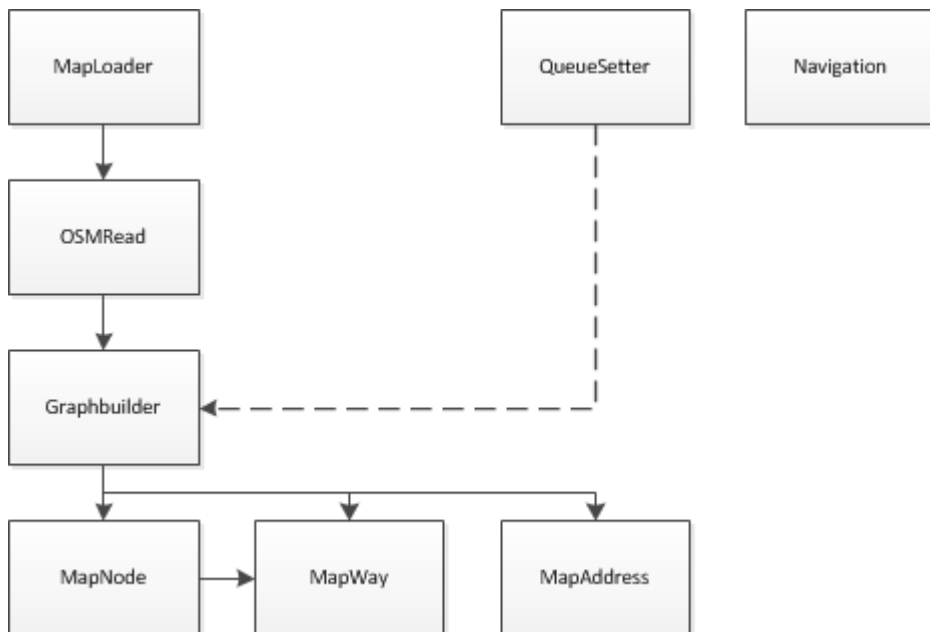 MapLoader
QueueSetter
Navigation
OSMRead
Graphbuilder
MapNode
MapWay
MapAddress